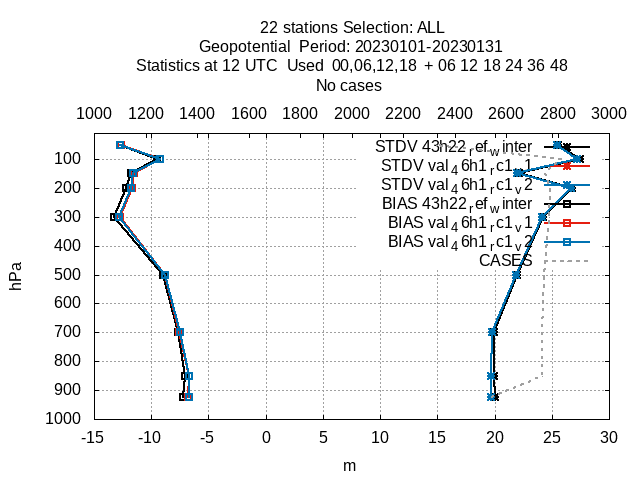 22 stations Selection: ALL
Geopotential  Period: 20230101-20230131
Statistics at 12 UTC  Used  00,06,12,18  + 06 12 18 24 36 48
No cases
1000 1200 1400 1600 1800 2000 2200 2400 2600 2800 3000
STDV 43h22_ref_winter
STDV val_46h1_rc1_v1
STDV val_46h1_rc1_v2
BIAS 43h22_ref_winter
BIAS val_46h1_rc1_v1
BIAS val_46h1_rc1_v2
CASES
hPa
100
200
300
400
500
600
700
800
900
1000
-15 -10 -5 0 5 10 15 20 25 30
m